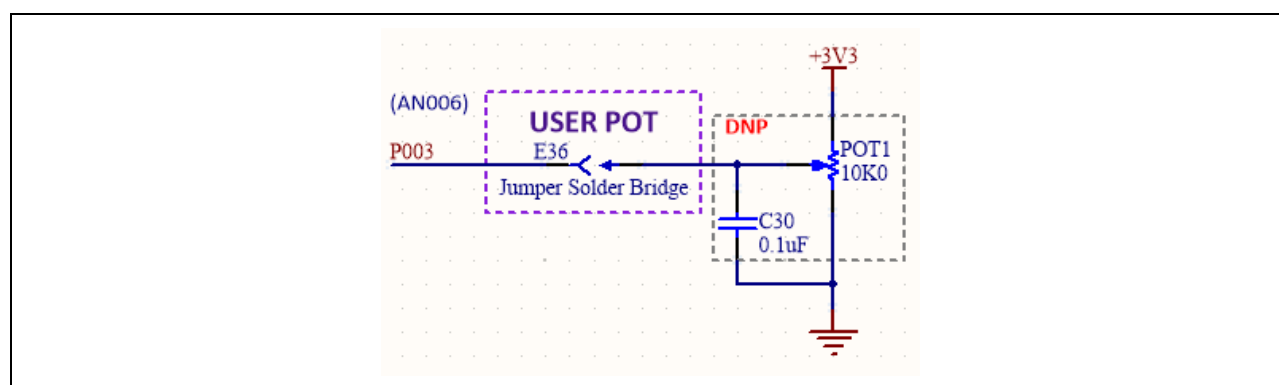 +3V3
(AN006)
USER POT
DNP
P003
E36
POT1
10K0
Jumper Solder Bridge
C30
0.1uF